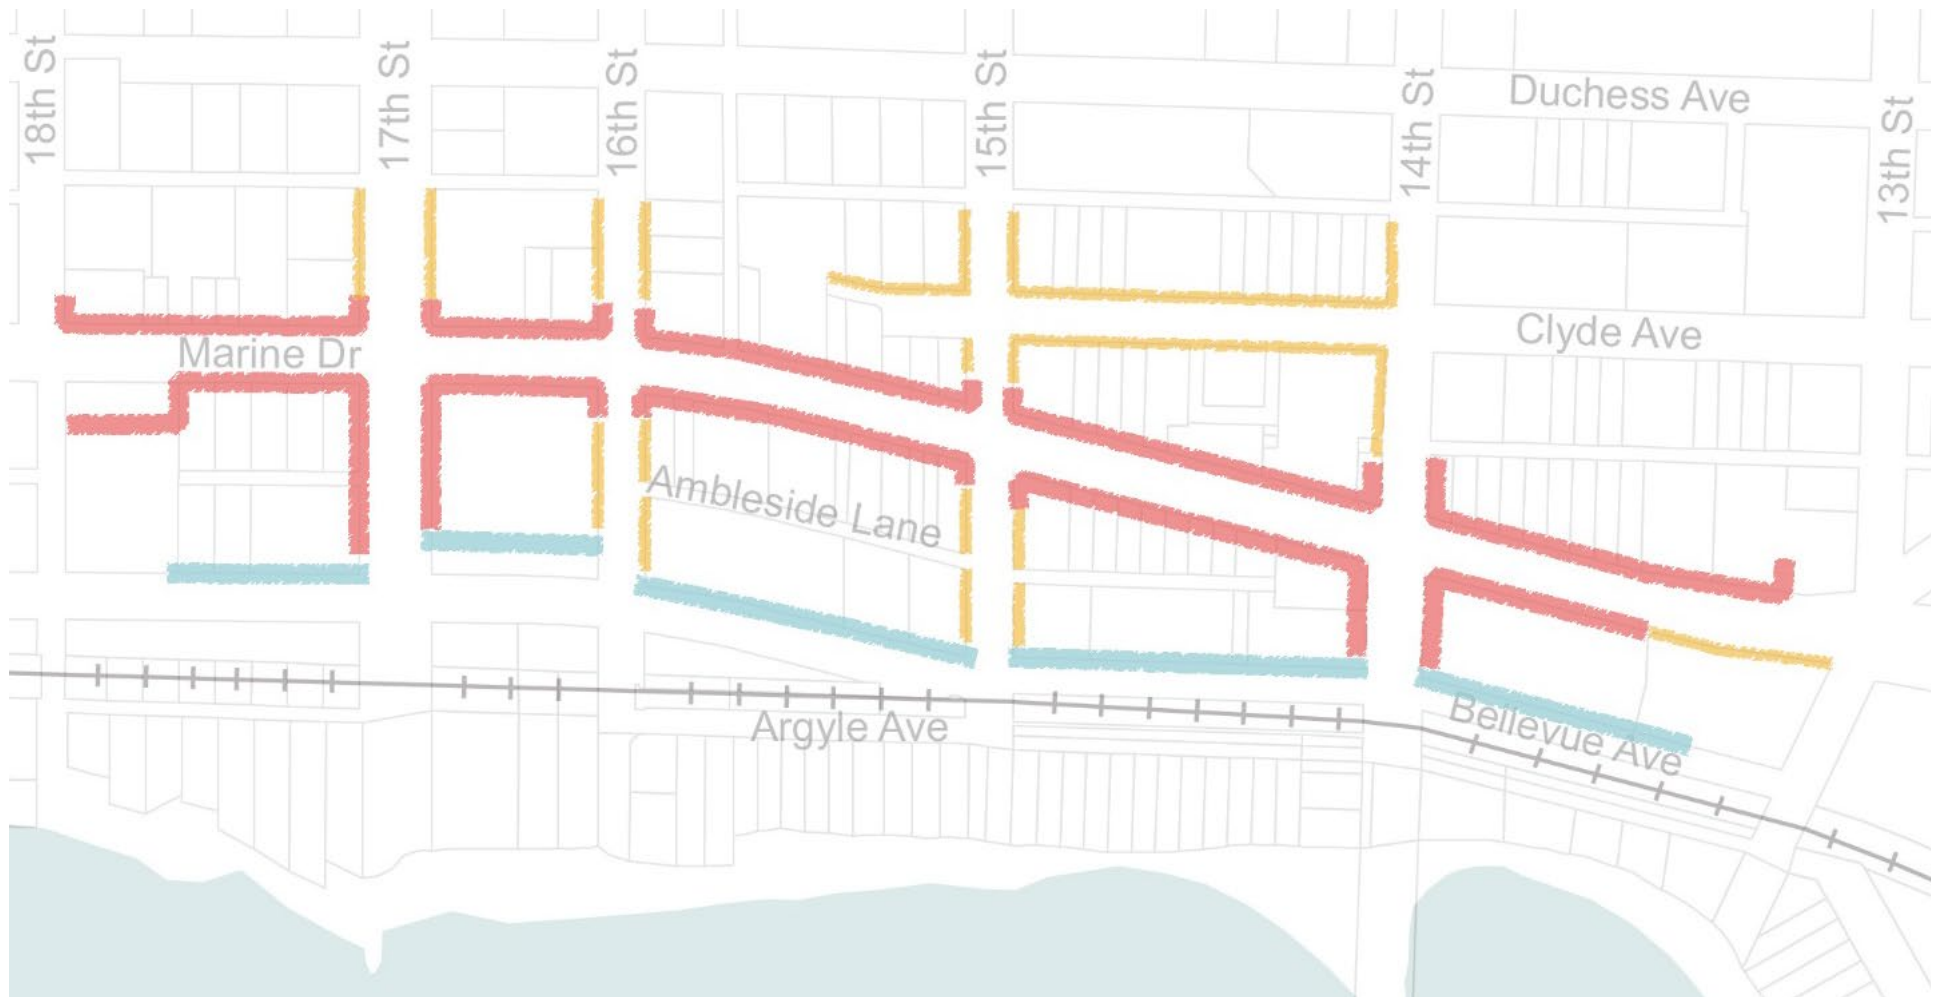 18th St
17th St
16th St
15th St
14th St
Duchess Ave
13th St
Marine Dr
Clyde Ave
Ambleside Lane
Argyle Ave
Bellevue Ave